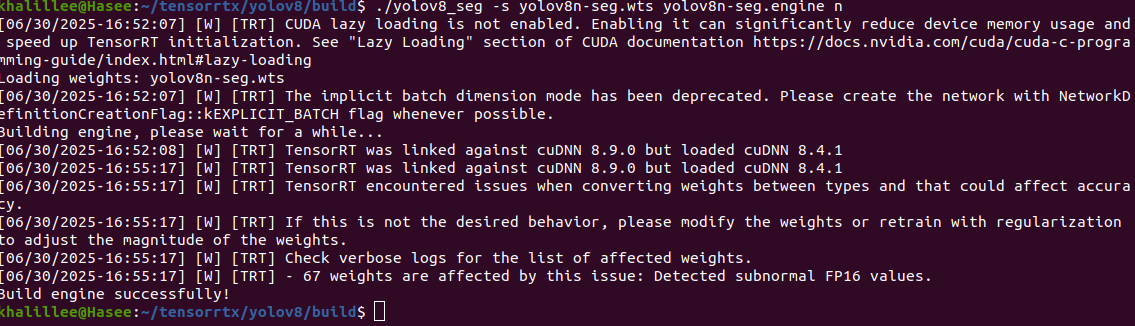 khalillee@Hasee:~/tensorrtx/yolov8/build$ ./yolov8_seg -s yolov8n-seg.wts yolov8n-seg.engine n
[06/30/2025-16:52:07] [W] [TRT] CUDA lazy loading is not enabled. Enabling it can significantly reduce device memory usage and
 speed up TensorRT initialization. See "Lazy Loading" section of CUDA documentation https://docs.nvidia.com/cuda/cuda-c-progra
mming-guide/index.html#lazy-loading
Loading weights: yolov8n-seg.wts
[06/30/2025-16:52:07] [W] [TRT] The implicit batch dimension mode has been deprecated. Please create the network with NetworkD
efinitionCreationFlag::kEXPLICIT_BATCH flag whenever possible.
Building engine, please wait for a while...
[06/30/2025-16:52:08] [W] [TRT] TensorRT was linked against cuDNN 8.9.0 but loaded cuDNN 8.4.1
[06/30/2025-16:55:17] [W] [TRT] TensorRT was linked against cuDNN 8.9.0 but loaded cuDNN 8.4.1
[06/30/2025-16:55:17] [W] [TRT] TensorRT encountered issues when converting weights between types and that could affect accura
cy.
[06/30/2025-16:55:17] [W] [TRT] If this is not the desired behavior, please modify the weights or retrain with regularization
to adjust the magnitude of the weights.
[06/30/2025-16:55:17] [W] [TRT] Check verbose logs for the list of affected weights.
[06/30/2025-16:55:17] [W] [TRT] - 67 weights are affected by this issue: Detected subnormal FP16 values.
Build engine successfully!
khalillee@Hasee:~/tensorrtx/yolov8/build$